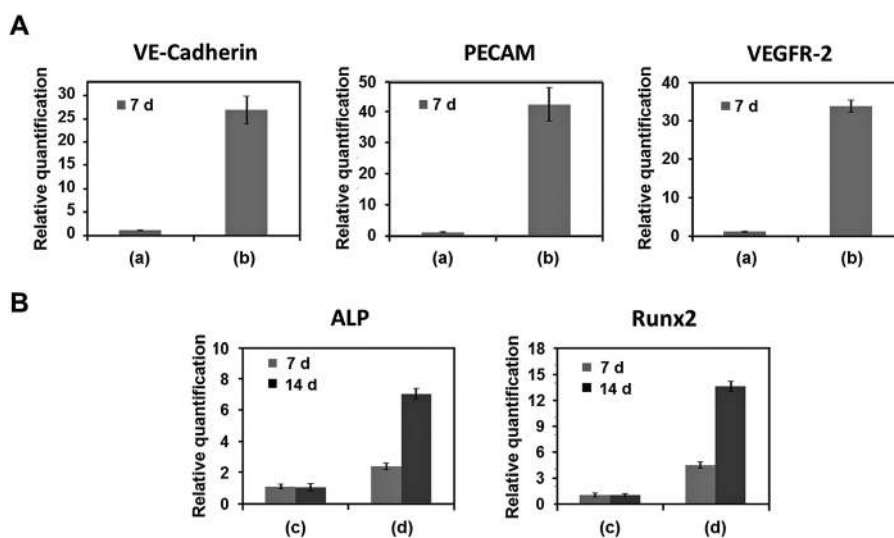 A
VE-Cadherin
PECAM
VEGFR-2
Relative quantification
30
25
20
15
10
5
0
7 d
(a)
(b)
Relative quantification
50
40
30
20
10
0
7 d
(a)
(b)
Relative quantification
40
30
20
10
0
7 d
(a)
(b)
B
ALP
Runx2
Relative quantification
10
8
6
4
2
0
7 d
14 d
(c)
(d)
Relative quantification
18
15
12
9
6
3
0
7 d
14 d
(c)
(d)